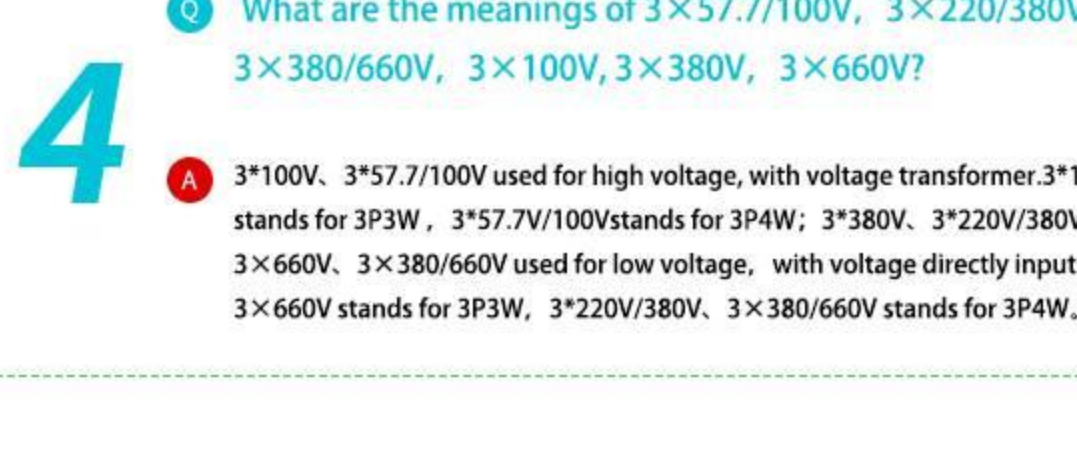 Q What are the meanings of 3×57.7/100V, 3×220/380V
3×380/660V, 3×100V, 3×380V, 3×660V?
4
A 3*100V、3*57.7/100V used for high voltage, with voltage transformer.3*1
stands for 3P3W , 3*57.7V/100Vstands for 3P4W; 3*380V、3*220V/380V
3×660V、3×380/660V used for low voltage, with voltage directly input
3×660V stands for 3P3W, 3*220V/380V、3×380/660V stands for 3P4W。